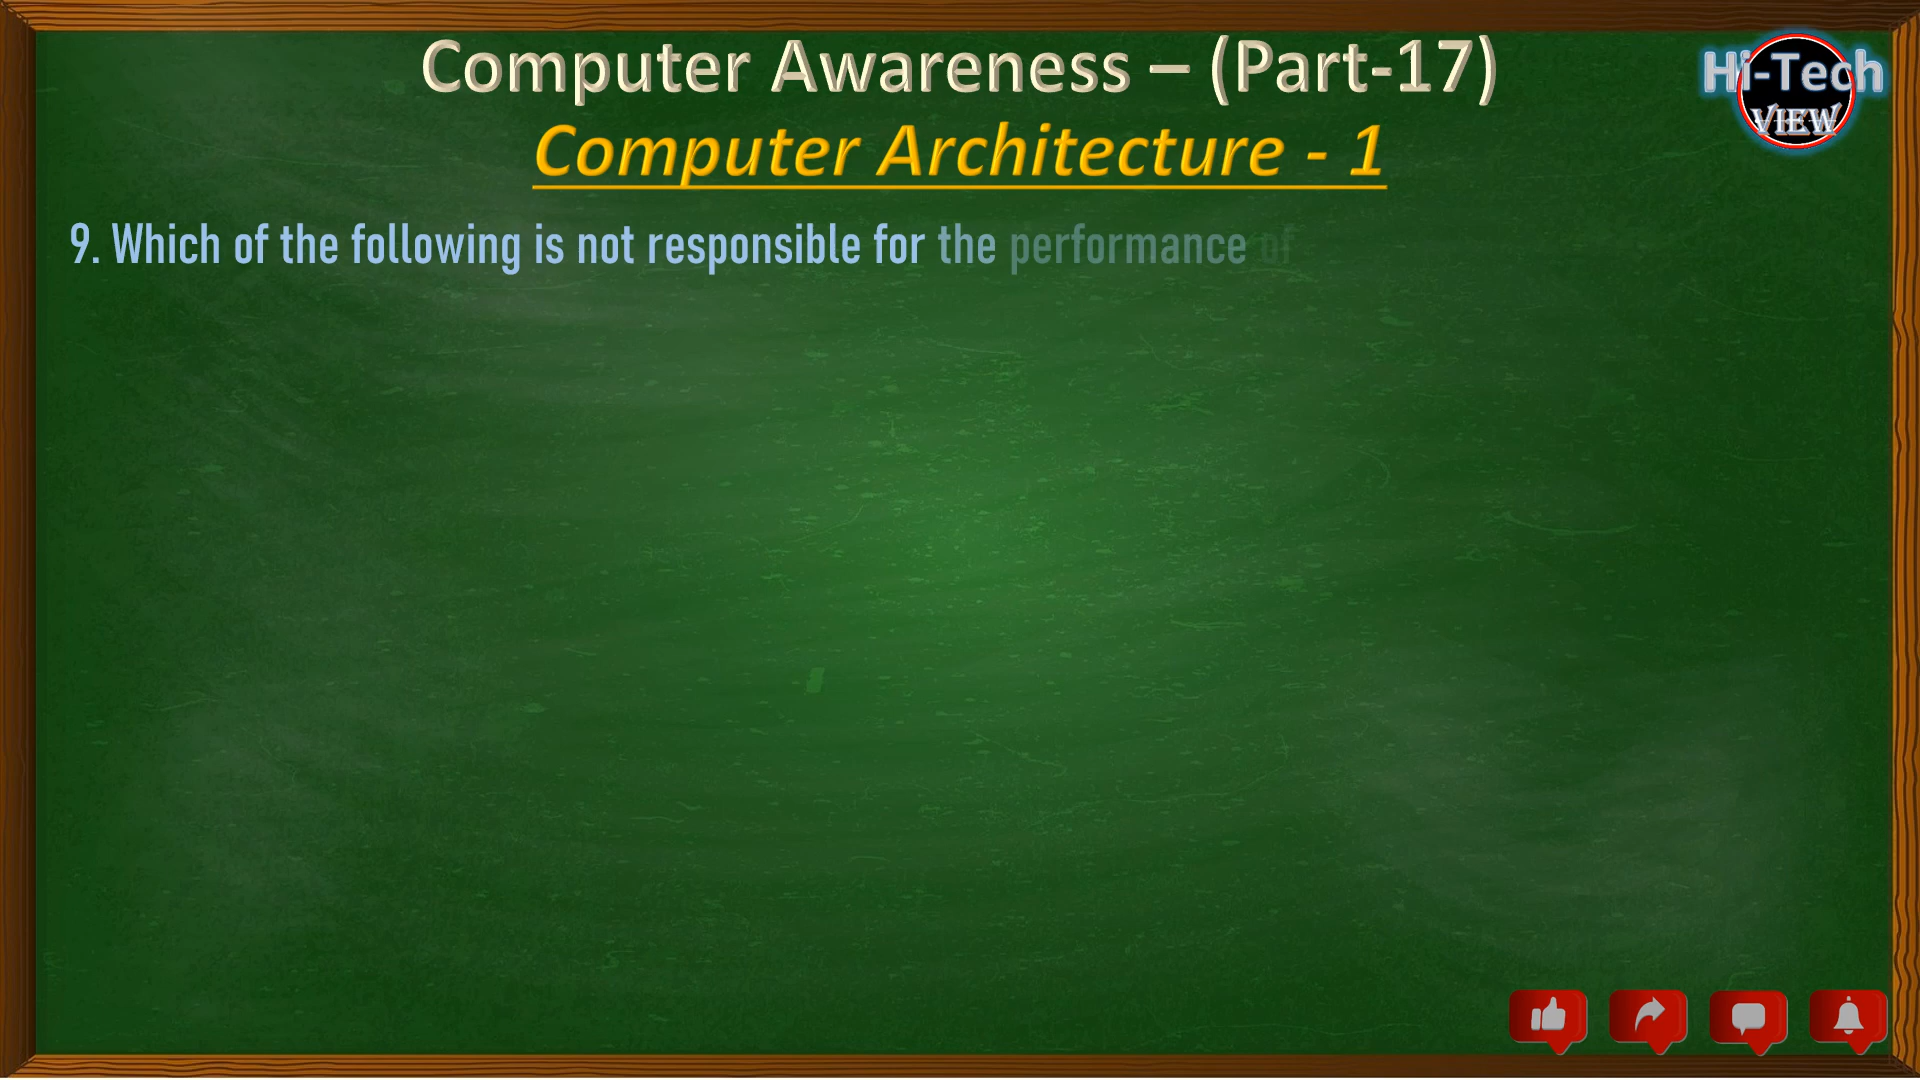 Computer Awareness – (Part-17)
Hi-Tech
VIEW
Computer Architecture - 1
9. Which of the following is not responsible for the performance of